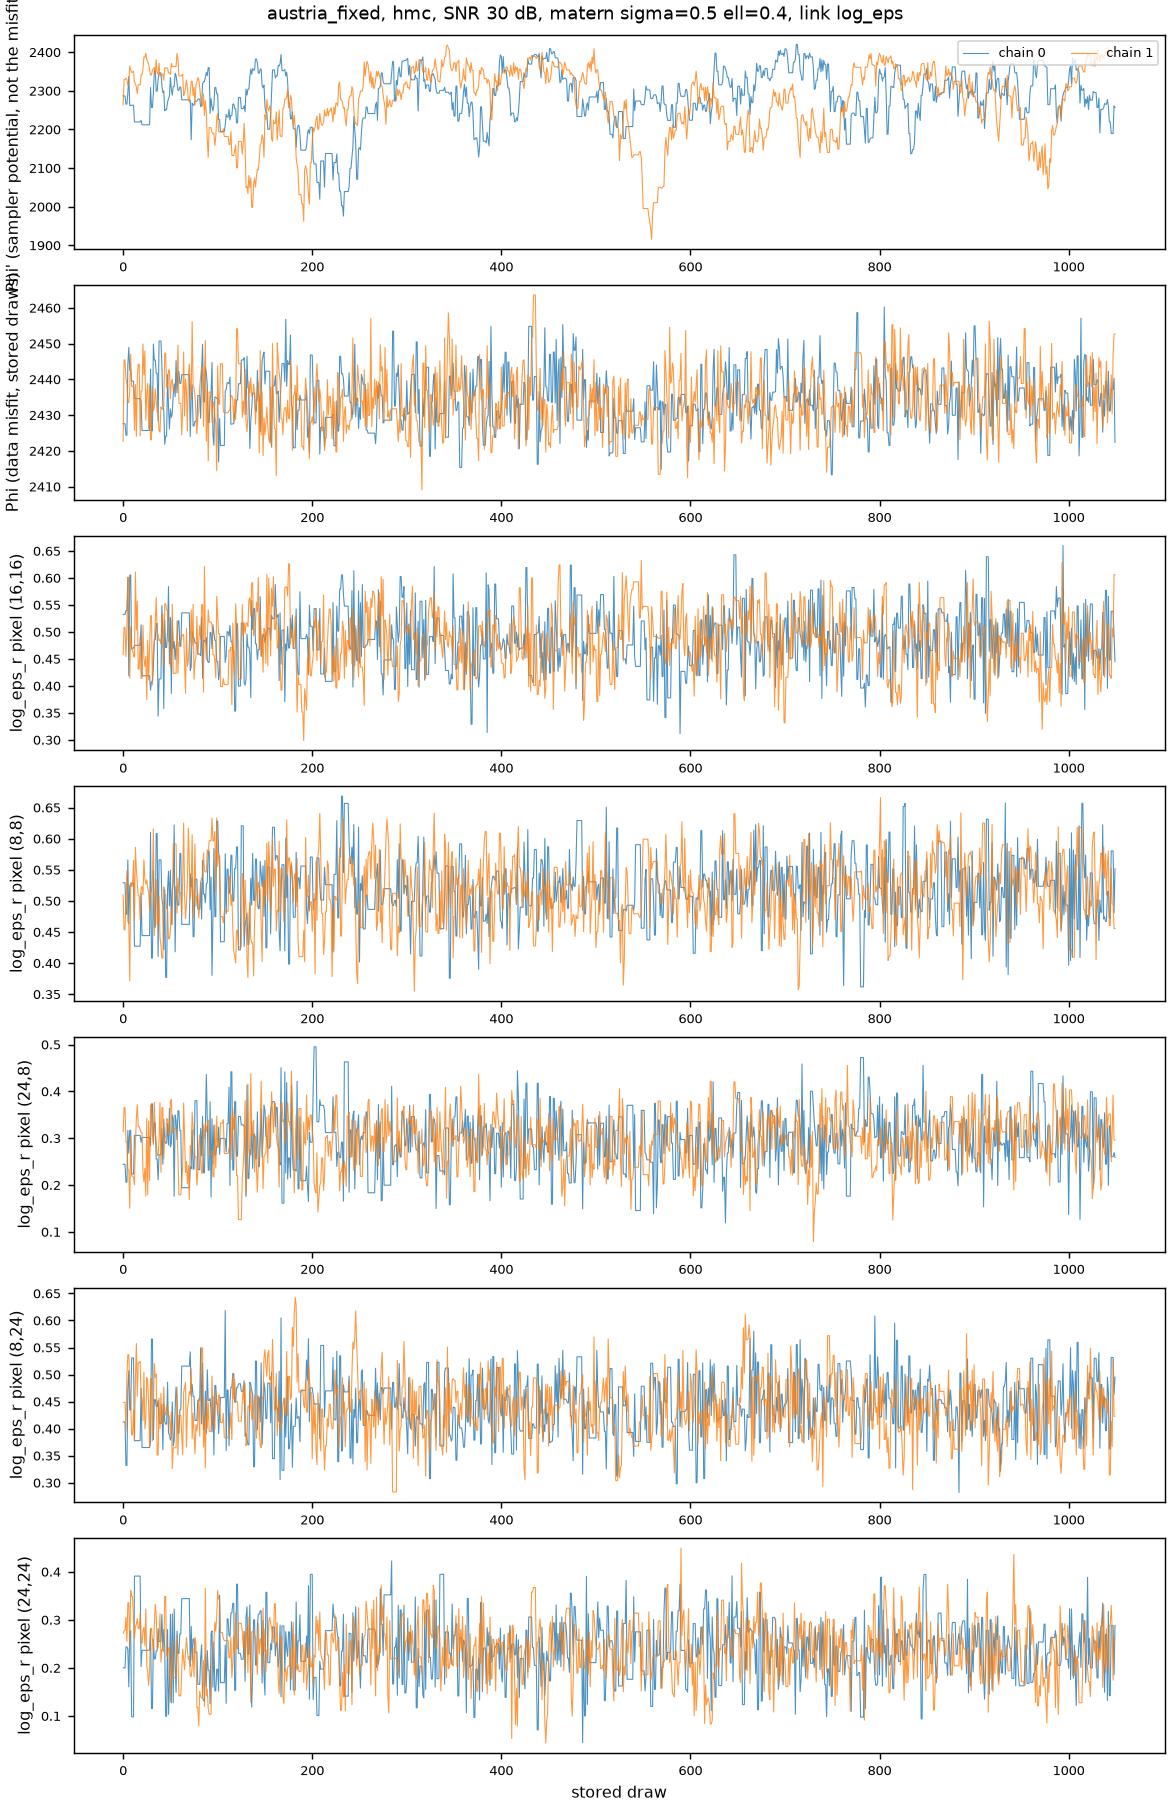 austria_fixed, hmc, SNR 30 dB, matern sigma=0.5 ell=0.4, link log_eps
(sampler potential, not the misfit
chain 0
chain 1
2400
2300
2200
2100
2000
1900
0 200 400 600 800 1000
Phi (data misfit, stored draws)
2460
2450
2440
2430
2420
2410
0 200 400 600 800 1000
log_eps_r pixel (16,16)
0.65
0.60
0.55
0.50
0.45
0.40
0.35
0.30
0 200 400 600 800 1000
log_eps_r pixel (8,8)
0.65
0.60
0.55
0.50
0.45
0.40
0.35
0 200 400 600 800 1000
log_eps_r pixel (24,8)
0.5
0.4
0.3
0.2
0.1
0 200 400 600 800 1000
log_eps_r pixel (8,24)
0.65
0.60
0.55
0.50
0.45
0.40
0.35
0.30
0 200 400 600 800 1000
log_eps_r pixel (24,24)
0.4
0.3
0.2
0.1
0 200 400 600 800 1000
stored draw